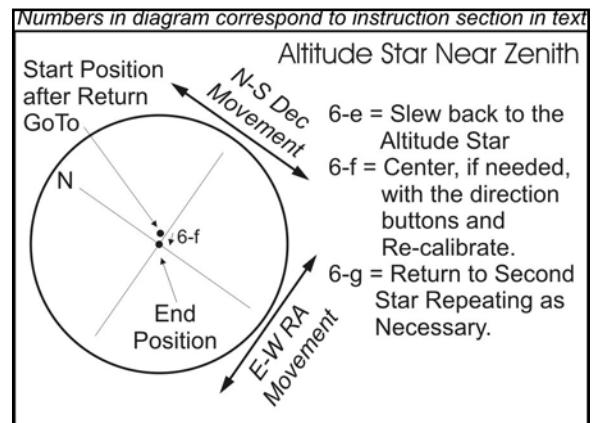 Numbers in diagram correspond to instruction section in text
Altitude Star Near Zenith
Start Position
after Return
GoTo
N-S Dec
Movement
N
6-f
End
Position
E-W RA
Movement
6-e = Slew back to the
Altitude Star
6-f = Center, if needed,
with the direction
buttons and
Re-calibrate.
6-g = Return to Second
Star Repeating as
Necessary.